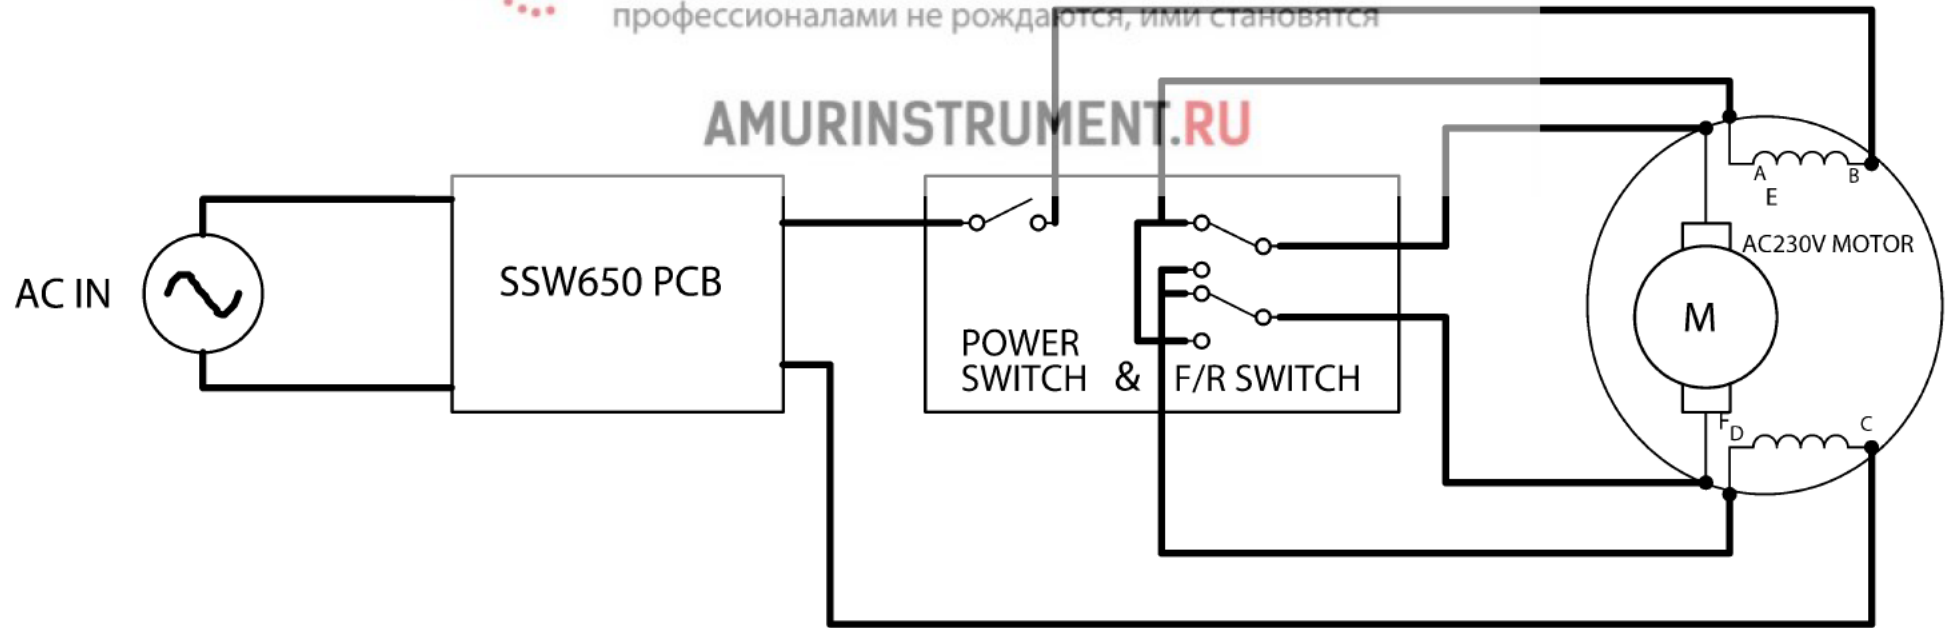 профессионалами не рождаются, ими становятся
AMURINSTRUMENT.RU
A
B
E
AC230V MOTOR
AC IN
SSW650 PCB
M
POWER
SWITCH & F/R SWITCH
F
D
C